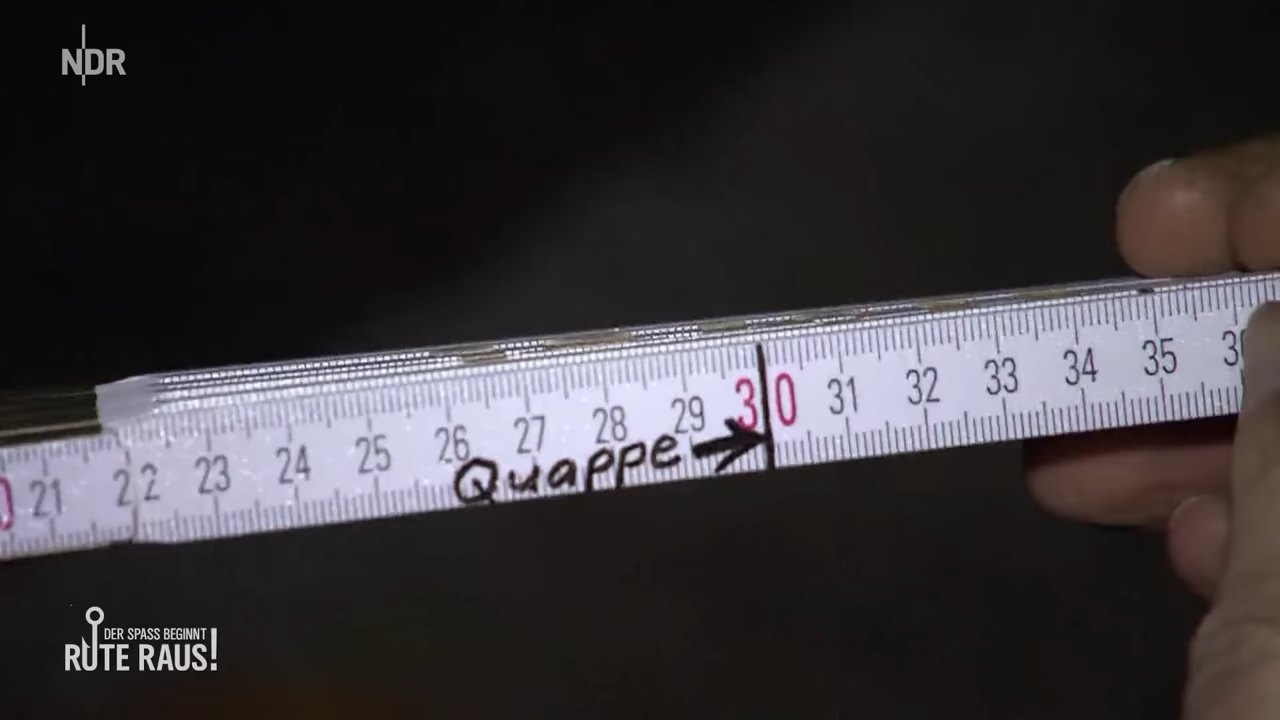 NDR
21 22 23 24 25 26 27 28 29 30 31 32 33 34 35
Quappe
DER SPASS BEGINNT
RUTE RAUS!